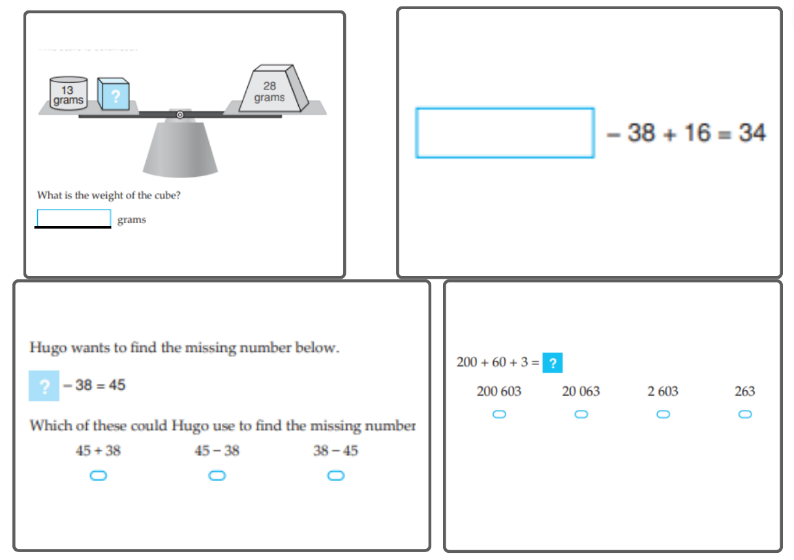 13
grams
?
28
grams
What is the weight of the cube?
grams
– 38 + 16 = 34
Hugo wants to find the missing number below.
? – 38 = 45
Which of these could Hugo use to find the missing number
45 + 38 45 – 38 38 – 45
200 + 60 + 3 = ?
200 603 20 063 2 603 263